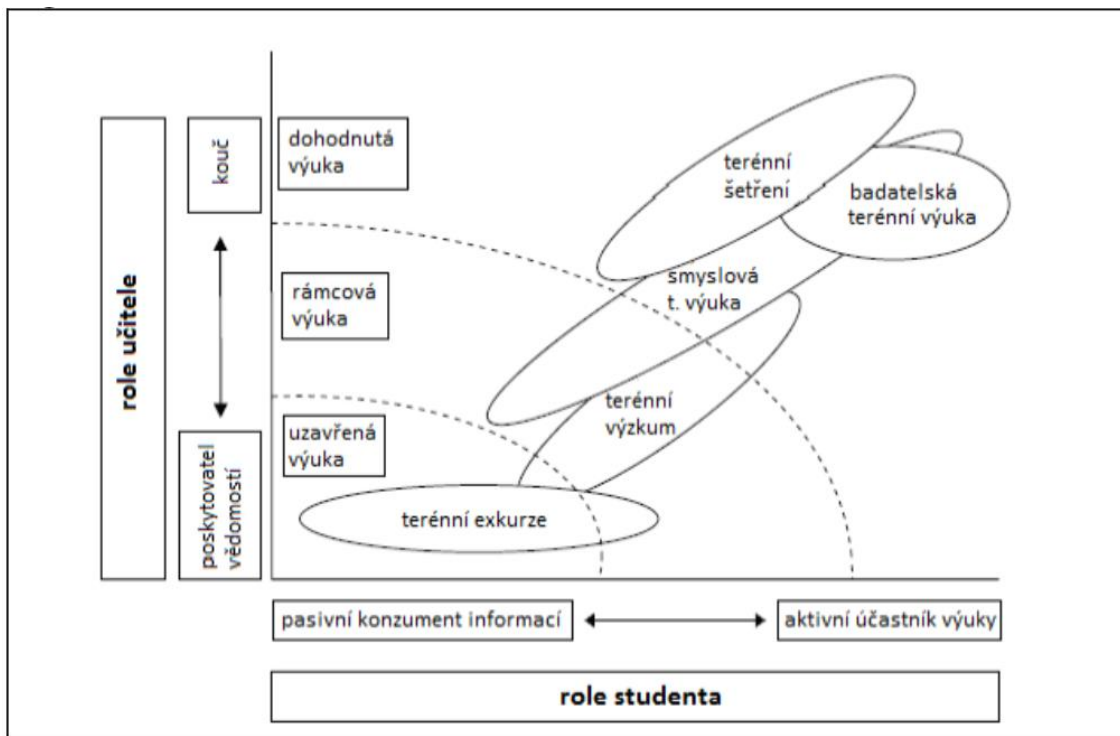 role učitele
kouč
poskytovatel
vědomostí
dohodnutá
výuka
rámcová
výuka
uzavřená
výuka
terénní
šetření
badatelská
terénní výuka
smyslová
t. výuka
terénní
výzkum
terénní exkurze
pasivní konzument informací
aktivní účastník výuky
role studenta